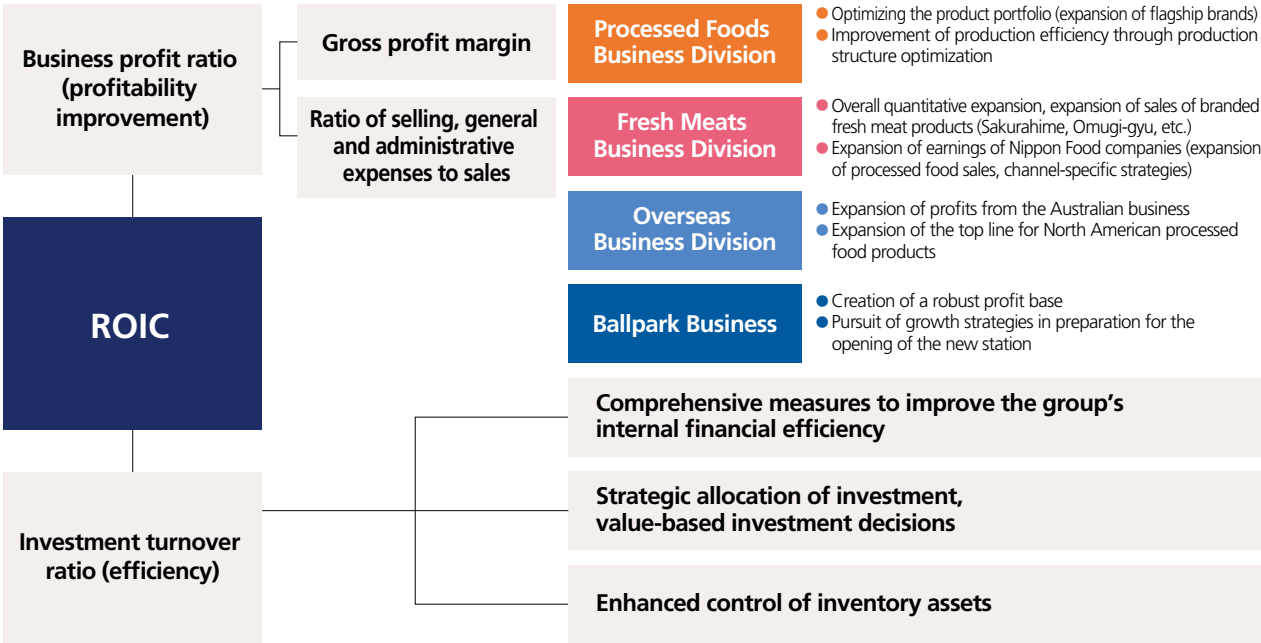 Business profit ratio
(profitability
improvement)
Gross profit margin
Ratio of selling, general
and administrative
expenses to sales
Processed Foods
Business Division
● Optimizing the product portfolio (expansion of flagship brands)
● Improvement of production efficiency through production
structure optimization
Fresh Meats
Business Division
● Overall quantitative expansion, expansion of sales of branded
fresh meat products (Sakurahime, Omugi-gyu, etc.)
● Expansion of earnings of Nippon Food companies (expansion
of processed food sales, channel-specific strategies)
Overseas
Business Division
● Expansion of profits from the Australian business
● Expansion of the top line for North American processed
food products
Ballpark Business
● Creation of a robust profit base
● Pursuit of growth strategies in preparation for the
opening of the new station
ROIC
Investment turnover
ratio (efficiency)
Comprehensive measures to improve the group's
internal financial efficiency
Strategic allocation of investment,
value-based investment decisions
Enhanced control of inventory assets